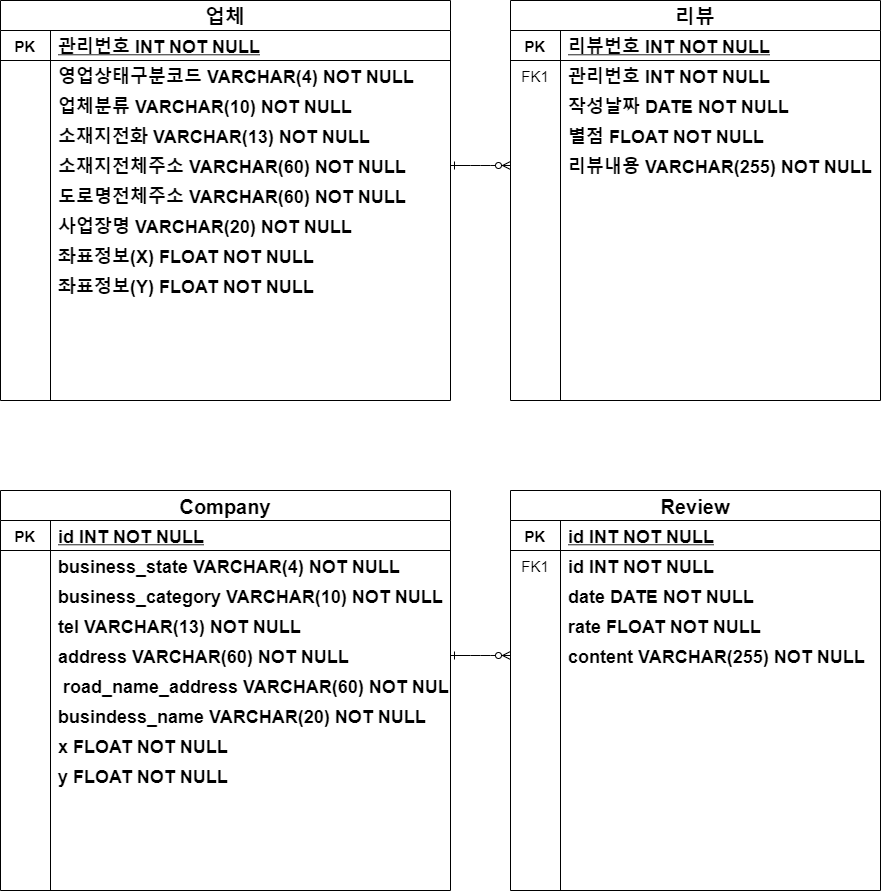 업체
PK 관리번호 INT NOT NULL
영업상태구분코드 VARCHAR(4) NOT NULL
업체분류 VARCHAR(10) NOT NULL
소재지전화 VARCHAR(13) NOT NULL
소재지전체주소 VARCHAR(60) NOT NULL
도로명전체주소 VARCHAR(60) NOT NULL
사업장명 VARCHAR(20) NOT NULL
좌표정보(X) FLOAT NOT NULL
좌표정보(Y) FLOAT NOT NULL
리뷰
PK 리뷰번호 INT NOT NULL
FK1 관리번호 INT NOT NULL
작성날짜 DATE NOT NULL
별점 FLOAT NOT NULL
리뷰내용 VARCHAR(255) NOT NULL
Company
PK id INT NOT NULL
business_state VARCHAR(4) NOT NULL
business_category VARCHAR(10) NOT NULL
tel VARCHAR(13) NOT NULL
address VARCHAR(60) NOT NULL
road_name_address VARCHAR(60) NOT NUL
busindess_name VARCHAR(20) NOT NULL
x FLOAT NOT NULL
y FLOAT NOT NULL
Review
PK id INT NOT NULL
FK1 id INT NOT NULL
date DATE NOT NULL
rate FLOAT NOT NULL
content VARCHAR(255) NOT NULL